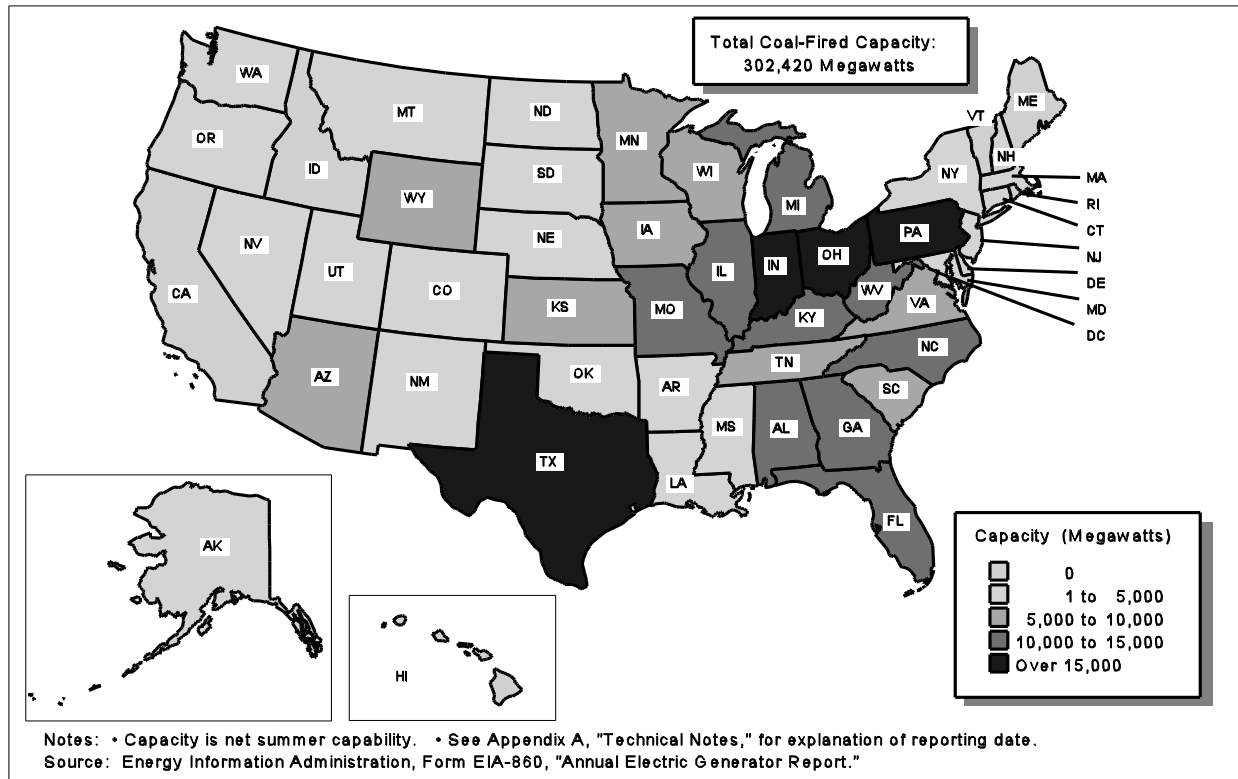 Total Coal-Fired Capacity:
302,420 Megawatts
WA
MT
ND
MN
ME
VT
OR
ID
SD
WI
NY
NH
MA
WY
MI
RI
CT
NV
NE
IA
PA
NJ
CA
UT
CO
IL
IN
OH
DE
KS
MO
WV
VA
MD
KY
DC
AZ
NM
OK
AR
TN
NC
SC
MS
AL
GA
TX
LA
FL
AK
HI
Capacity (Megawatts)
0
1 to 5,000
5,000 to 10,000
10,000 to 15,000
Over 15,000
Notes: • Capacity is net summer capability. • See Appendix A, "Technical Notes," for explanation of reporting date.
Source: Energy Information Administration, Form EIA-860, "Annual Electric Generator Report."